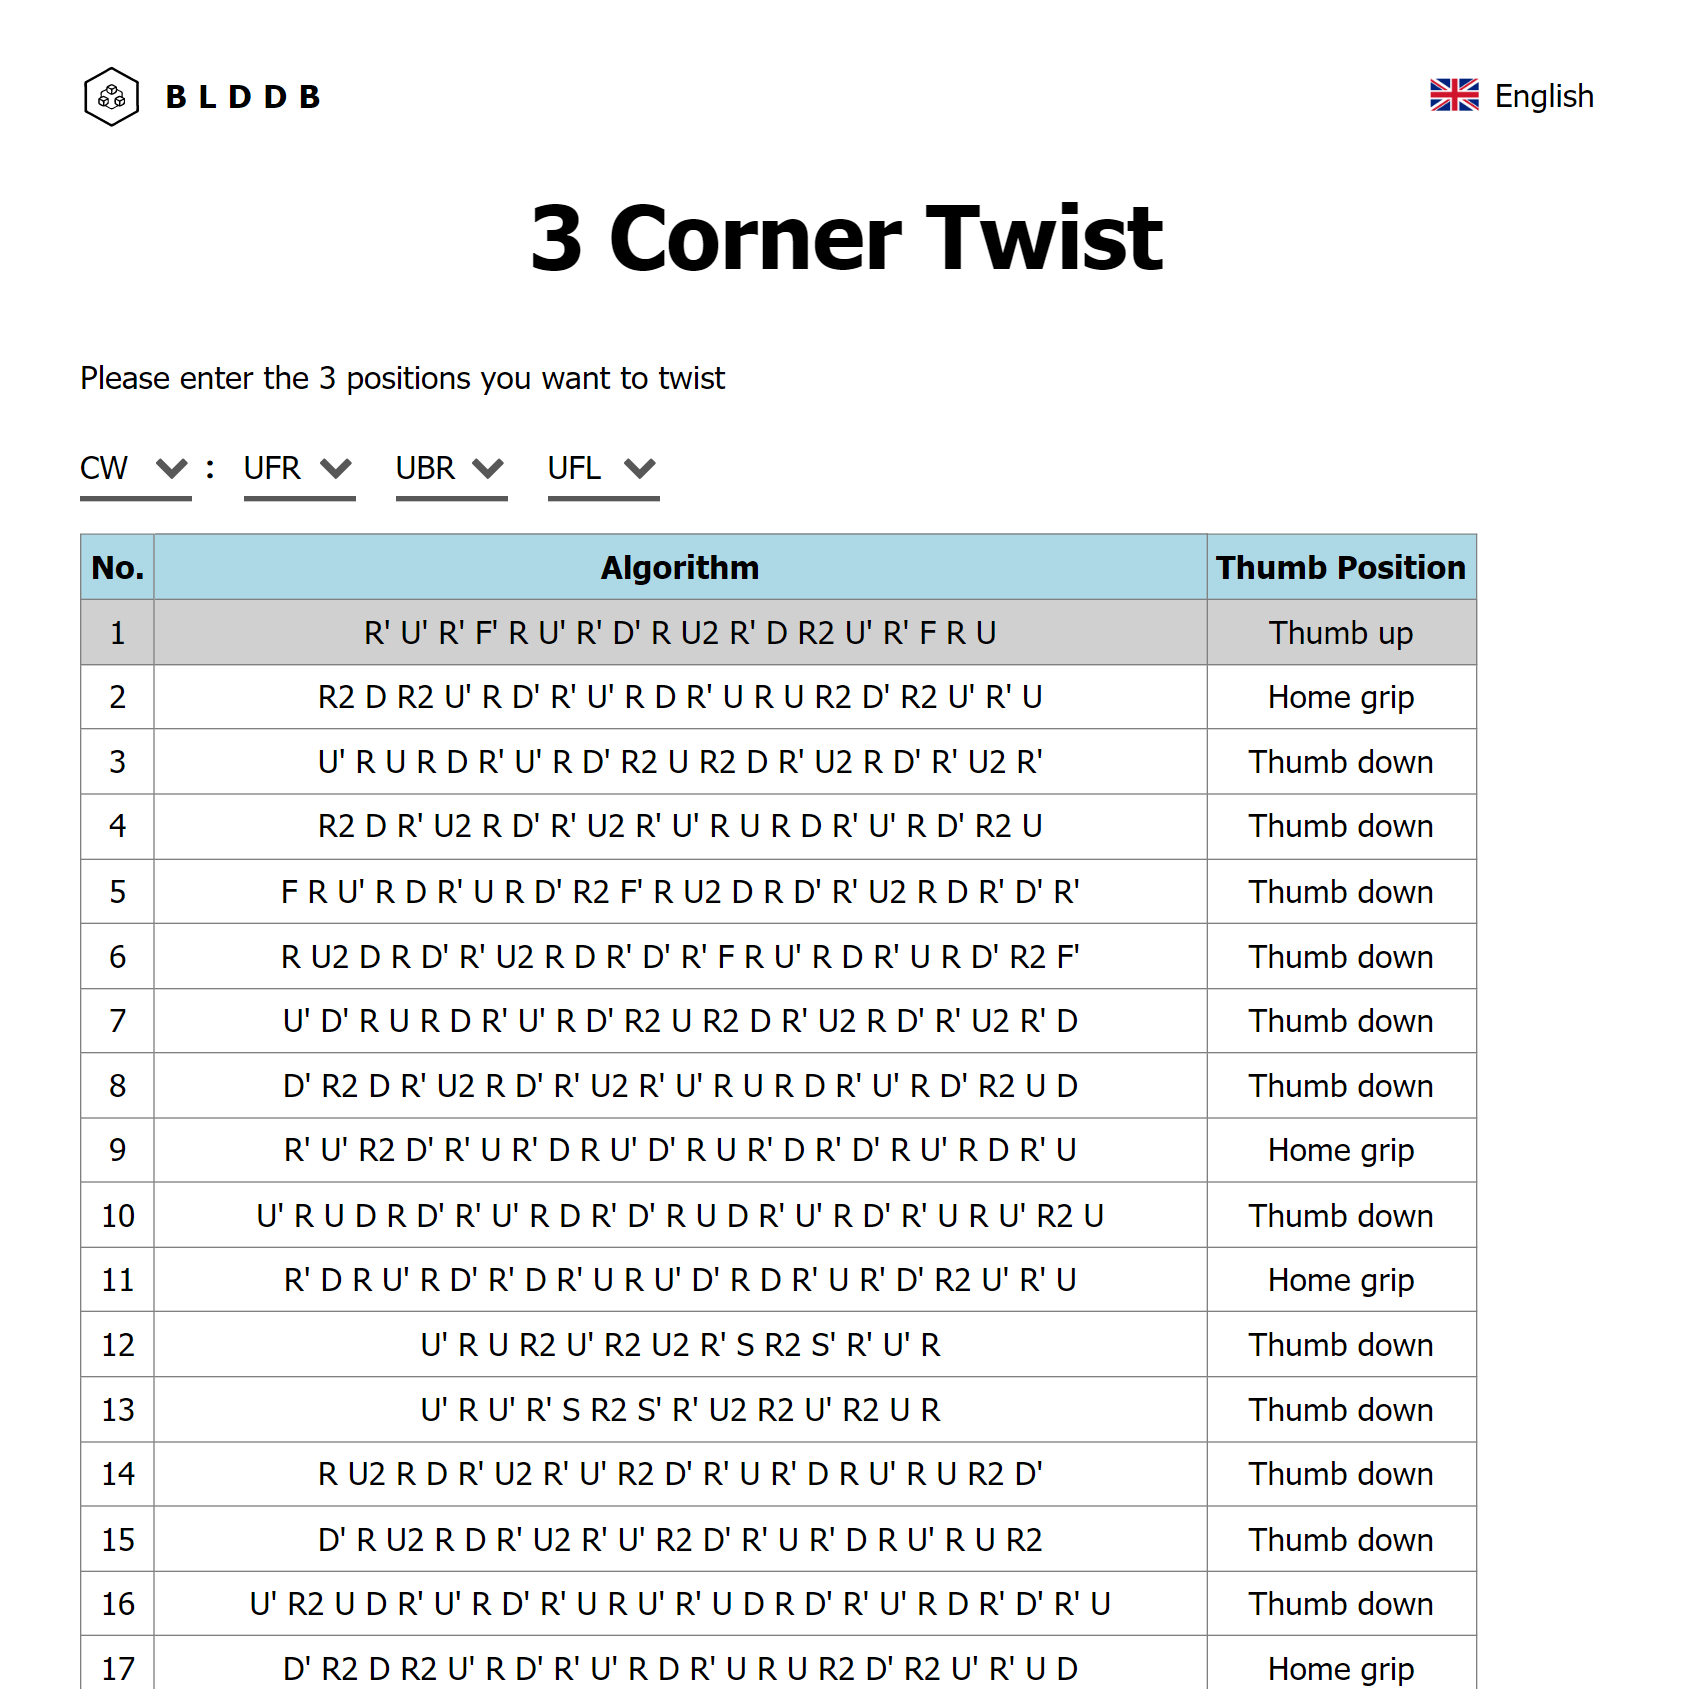 BLDDB English
3 Corner Twist
Please enter the 3 positions you want to twist
CW : UFR UBR UFL
No. Algorithm Thumb Position
1 R' U' R' F' R U' R' D' R U2 R' D R2 U' R' F R U Thumb up
2 R2 D R2 U' R D' R' U' R D R' U R U R2 D' R2 U' R' U Home grip
3 U' R U R D R' U' R D' R2 U R2 D R' U2 R D' R' U2 R' Thumb down
4 R2 D R' U2 R D' R' U2 R' U' R U R D R' U' R D' R2 U Thumb down
5 F R U' R D R' U R D' R2 F' R U2 D R D' R' U2 R D R' D' R' Thumb down
6 R U2 D R D' R' U2 R D R' D' R' F R U' R D R' U R D' R2 F' Thumb down
7 U' D' R U R D R' U' R D' R2 U R2 D R' U2 R D' R' U2 R' D Thumb down
8 D' R2 D R' U2 R D' R' U2 R' U' R U R D R' U' R D' R2 U D Thumb down
9 R' U' R2 D' R' U R' D R U' D' R U R' D R' D' R U' R D R' U Home grip
10 U' R U D R D' R' U' R D R' D' R U D R' U' R D' R' U R U' R2 U Thumb down
11 R' D R U' R D' R' D R' U R U' D' R D R' U R' D' R2 U' R' U Home grip
12 U' R U R2 U' R2 U2 R' S R2 S' R' U' R Thumb down
13 U' R U' R' S R2 S' R' U2 R2 U' R2 U R Thumb down
14 R U2 R D R' U2 R' U' R2 D' R' U R' D R U' R U R2 D' Thumb down
15 D' R U2 R D R' U2 R' U' R2 D' R' U R' D R U' R U R2 Thumb down
16 U' R2 U D R' U' R D' R' U R U' R' U D R D' R' U' R D R' D' R' U Thumb down
17 D' R2 D R2 U' R D' R' U' R D R' U R U R2 D' R2 U' R' U D Home grip